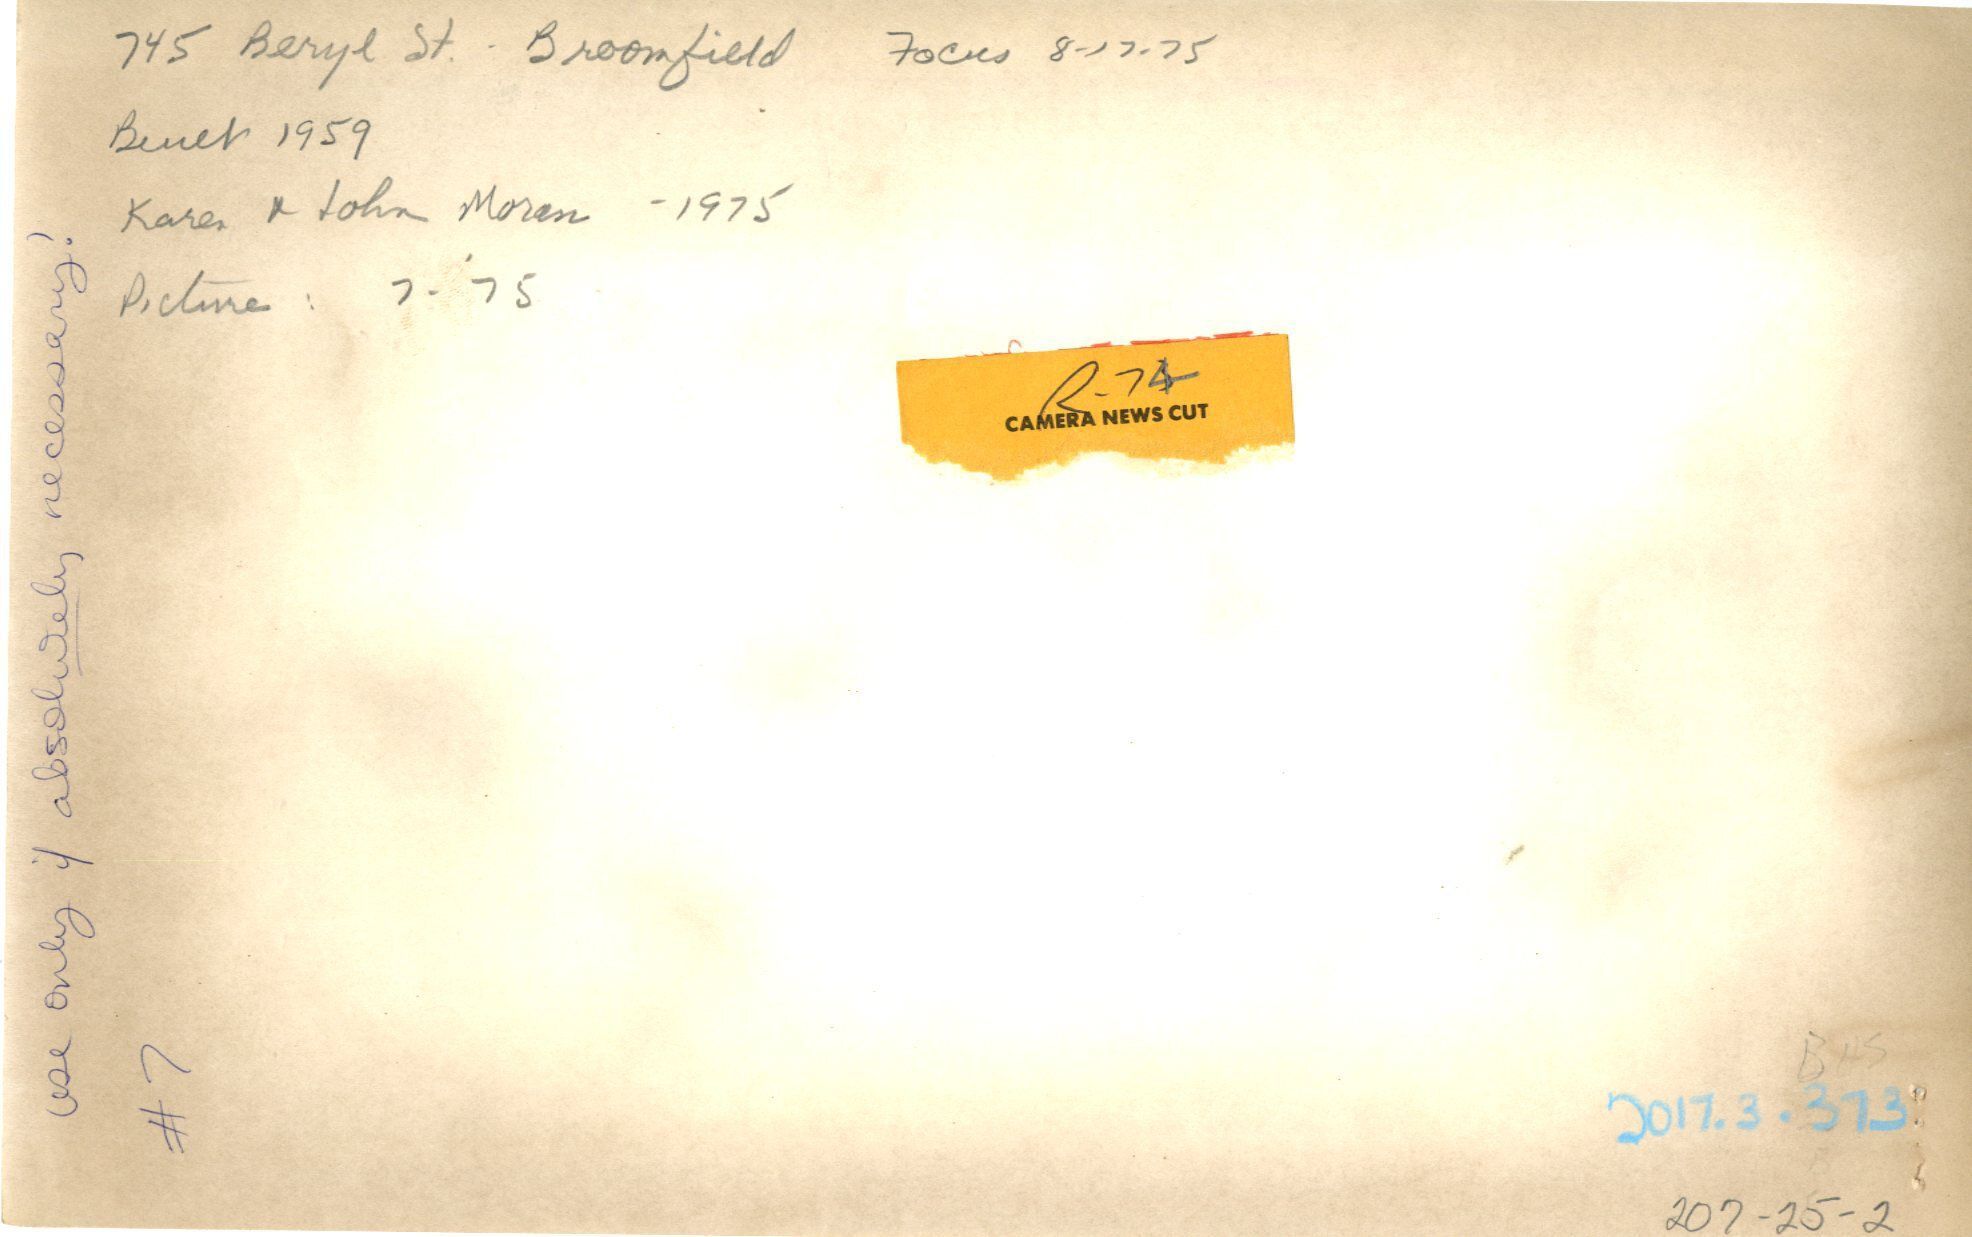 745 Beryl St. - Broomfield Focus 8-17-75
Built 1959
Karen & John Moran - 1975
Picture: 7-75
R-74
CAMERA NEWS CUT
use only if absolutely necessary!
#7
BHS
2017.3.373
207-25-2